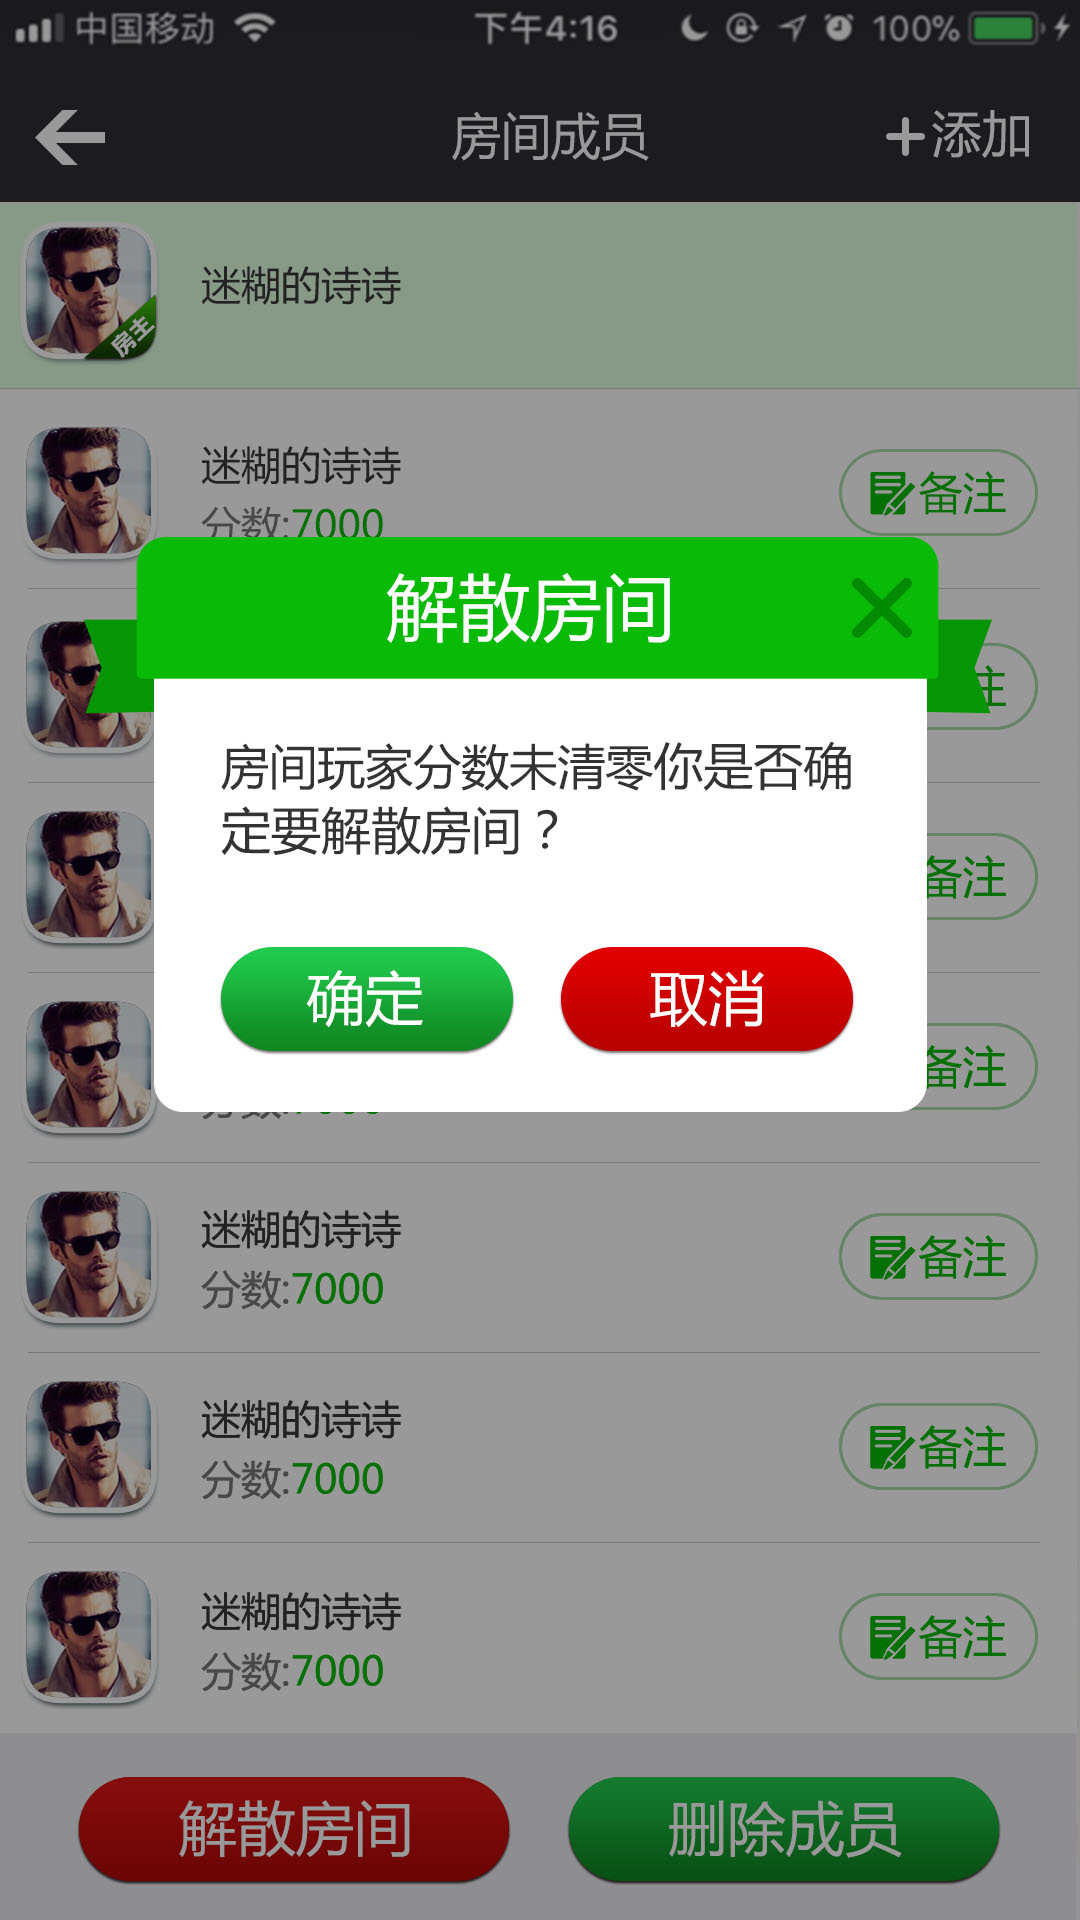 中国移动 下午4:16 100%
房间成员 +添加
迷糊的诗诗
房主
迷糊的诗诗
分数:7000
备注
解散房间
房间玩家分数未清零你是否确
定要解散房间？
备注
备注
确定 取消
迷糊的诗诗
分数:7000
备注
迷糊的诗诗
分数:7000
备注
迷糊的诗诗
分数:7000
备注
解散房间 删除成员